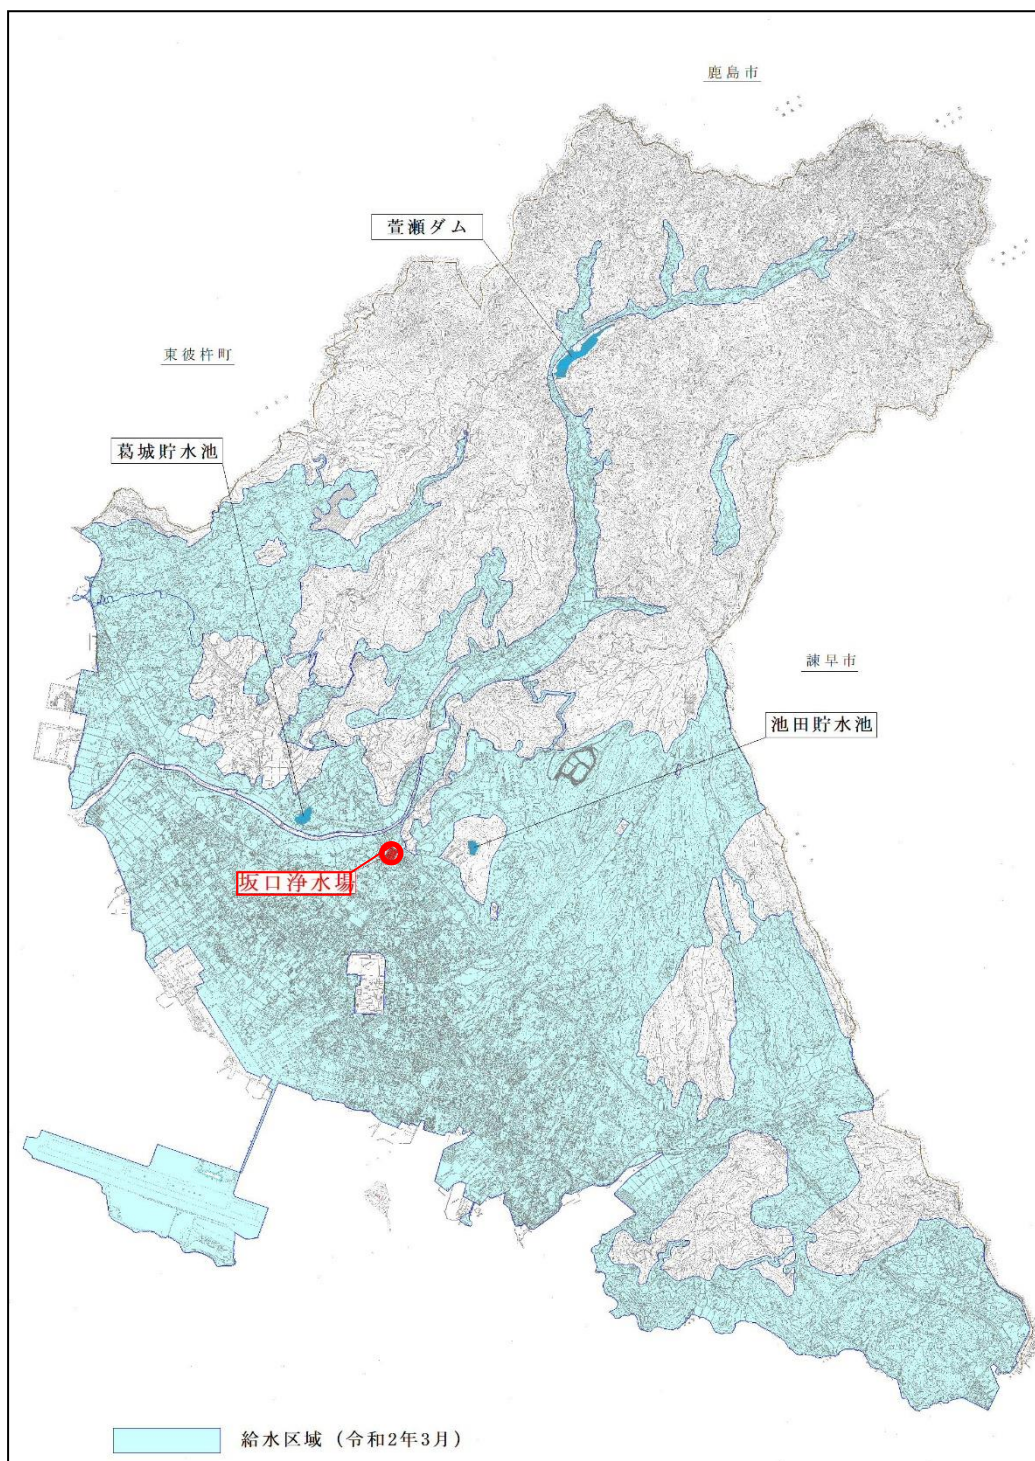 鹿島市
萱瀬ダム
東彼杵町
葛城貯水池
諫早市
池田貯水池
坂口浄水場
給水区域 (令和2年3月)